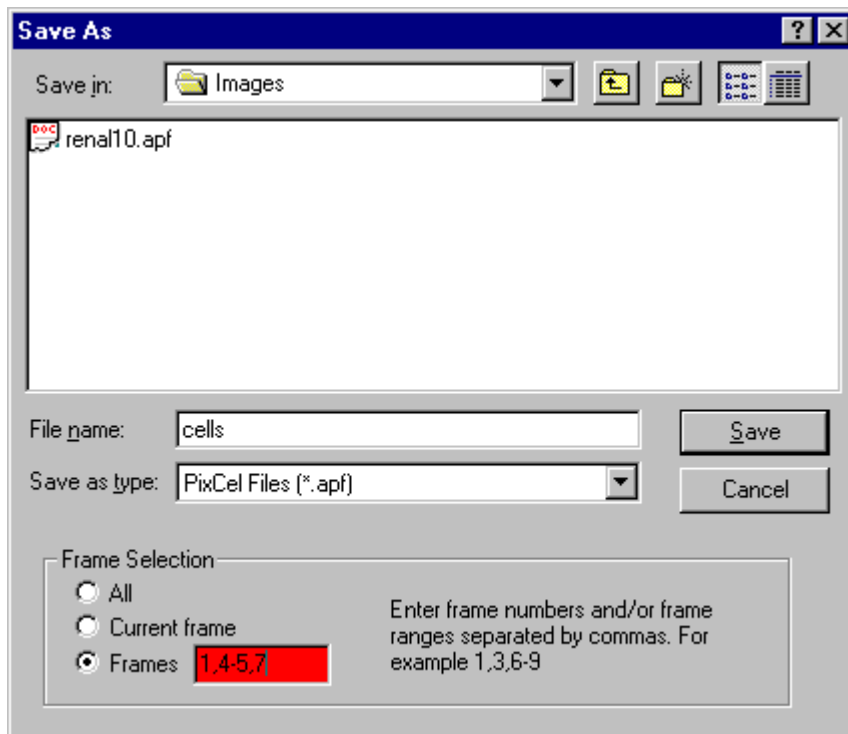 Save As
Save in: Images
DOC
renal10.apf
File name: cells
Save
Save as type: PixCel Files (*.apf)
Cancel
Frame Selection
All
Current frame
Frames 1,4-5,7
Enter frame numbers and/or frame
ranges separated by commas. For
example 1,3,6-9